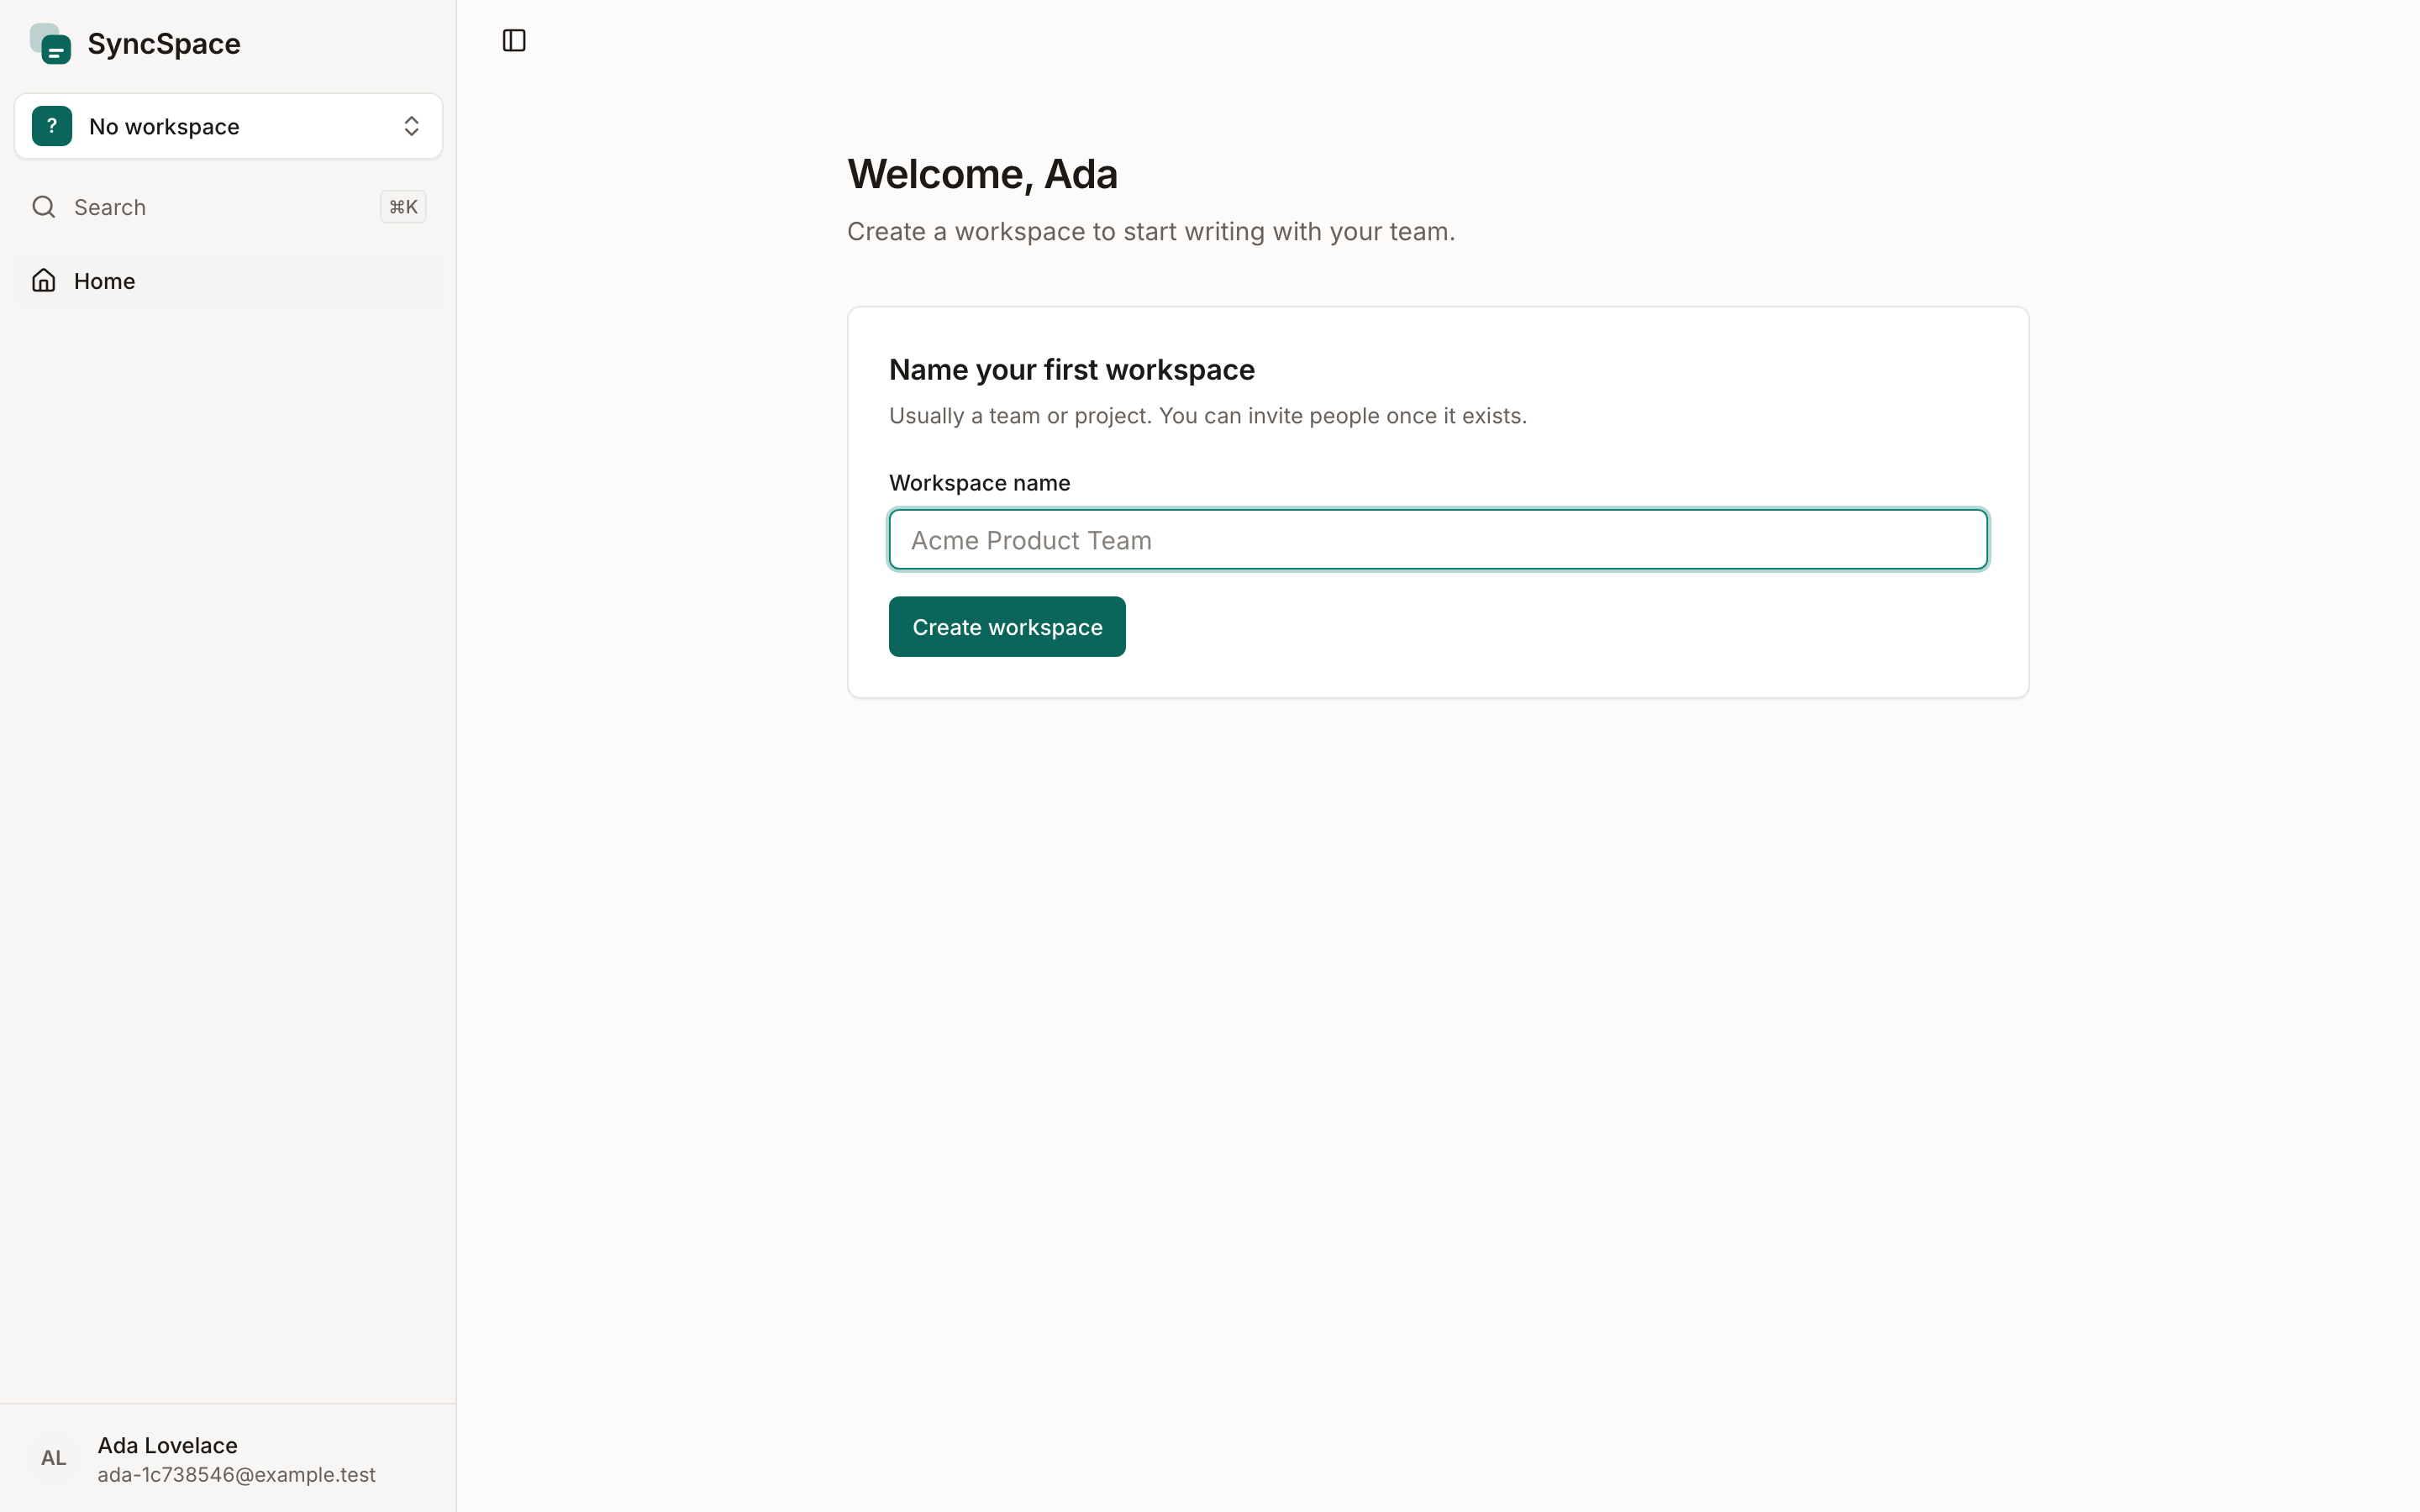 SyncSpace
? No workspace
Search ⌘K
Home
Welcome, Ada
Create a workspace to start writing with your team.
Name your first workspace
Usually a team or project. You can invite people once it exists.
Workspace name
Acme Product Team
Create workspace
AL
Ada Lovelace
ada-1c738546@example.test